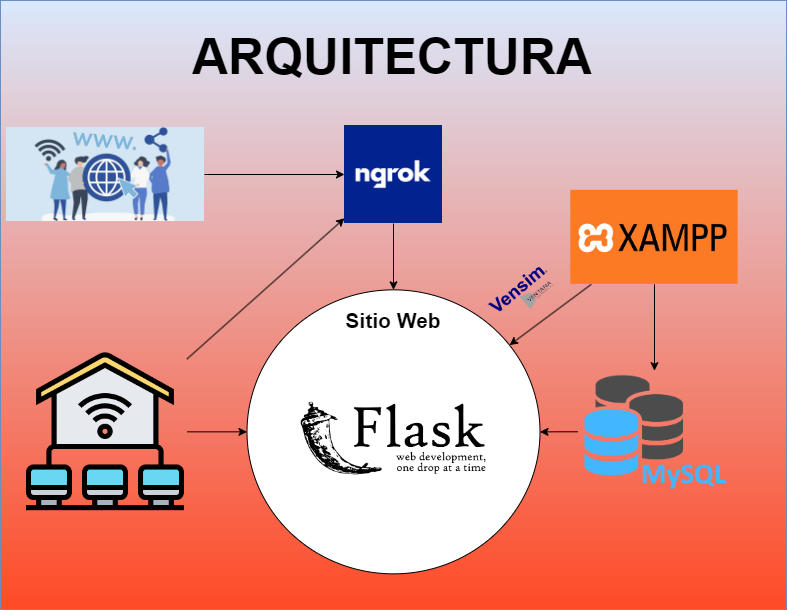 ARQUITECTURA
www.
ngrok
XAMPP
Vensim
VENTANA
Sitio Web
Flask
web development,
one drop at a time
MySQL